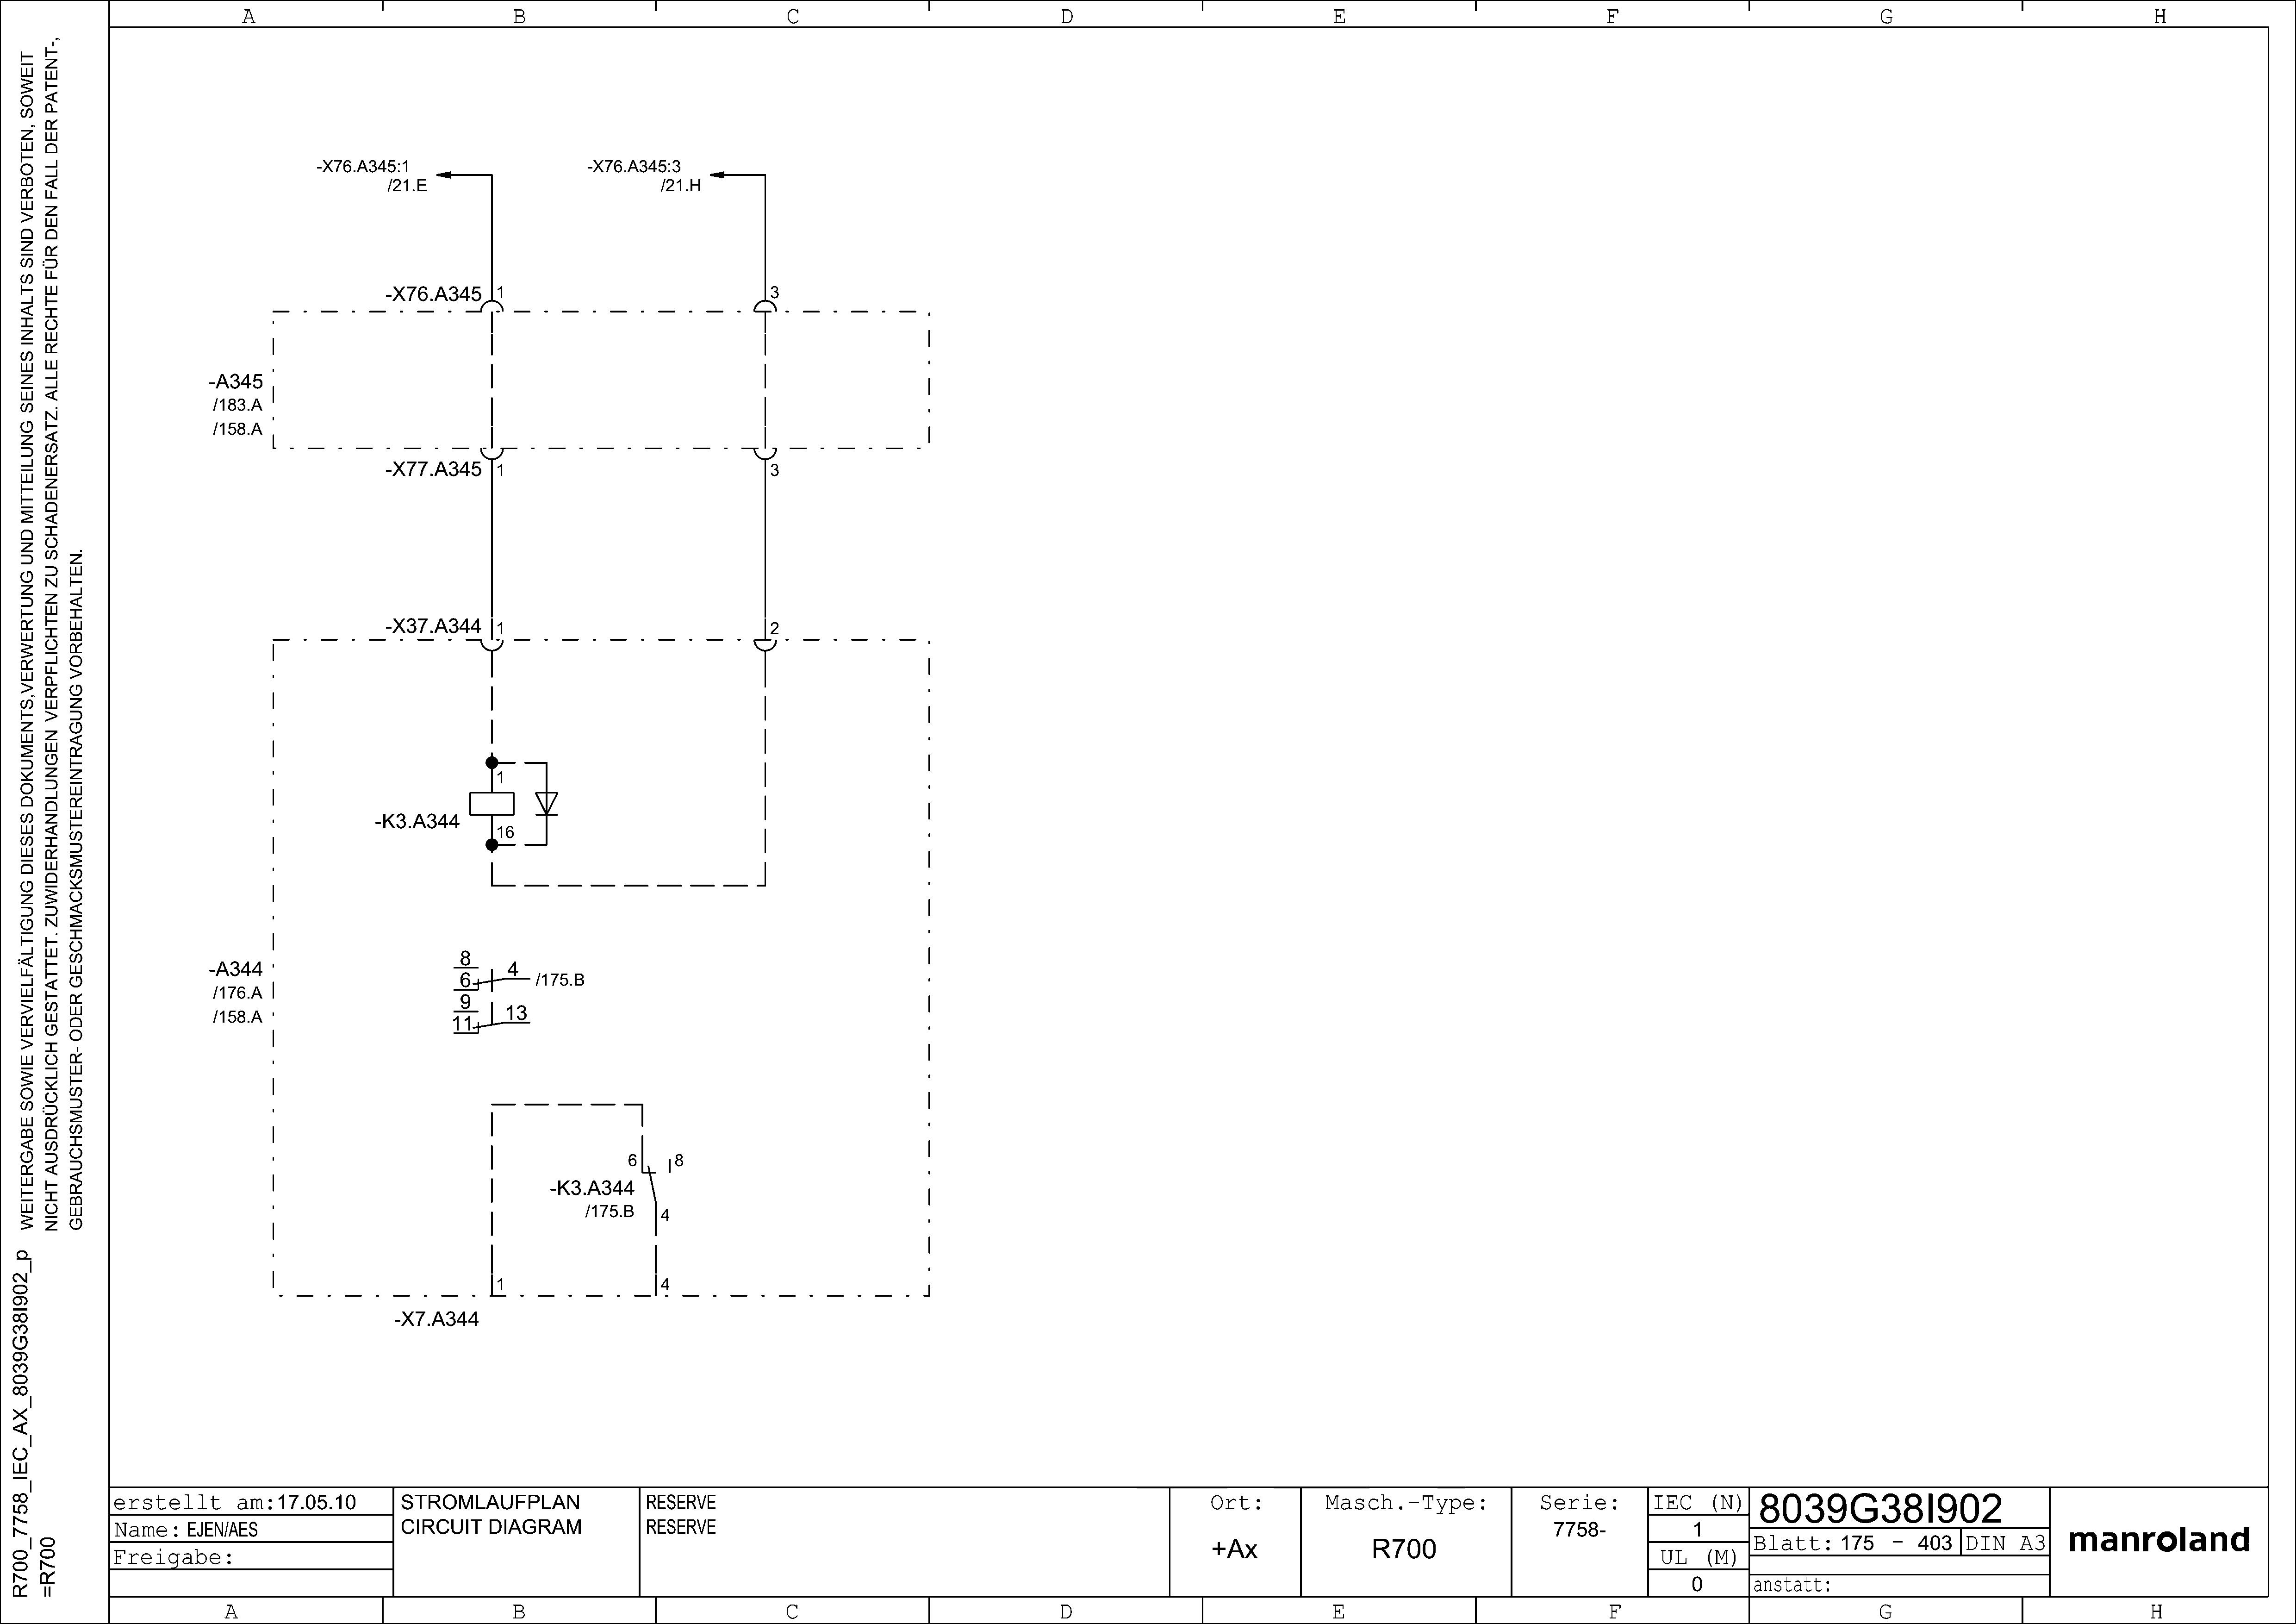 A B C D E F G H
WEITERGABE SOWIE VERVIELFÄLTIGUNG DIESES DOKUMENTS,VERWERTUNG UND MITTEILUNG SEINES INHALTS SIND VERBOTEN, SOWEIT
NICHT AUSDRÜCKLICH GESTATTET. ZUWIDERHANDLUNGEN VERPFLICHTEN ZU SCHADENERSATZ. ALLE RECHTE FÜR DEN FALL DER PATENT-,
GEBRAUCHSMUSTER- ODER GESCHMACKSMUSTEREINTRAGUNG VORBEHALTEN.
R700_7758_IEC_AX_8039G38I902_p
=R700
-X76.A345:1
/21.E
-X76.A345:3
/21.H
-X76.A345 1 3
-A345
/183.A
/158.A
-X77.A345 1 3
-X37.A344 1 2
1
-K3.A344
16
8
6 4 /175.B
9
11 13
-A344
/176.A
/158.A
6 8
-K3.A344
/175.B 4
1 4
-X7.A344
erstellt am:17.05.10
Name: EJEN/AES
Freigabe:
STROMLAUFPLAN
CIRCUIT DIAGRAM
RESERVE
RESERVE
Ort:
+Ax
Masch.-Type:
R700
Serie:
7758-
IEC (N)
1
UL (M)
0
8039G38I902
Blatt: 175 - 403 DIN A3
anstatt:
manroland
A B C D E F G H